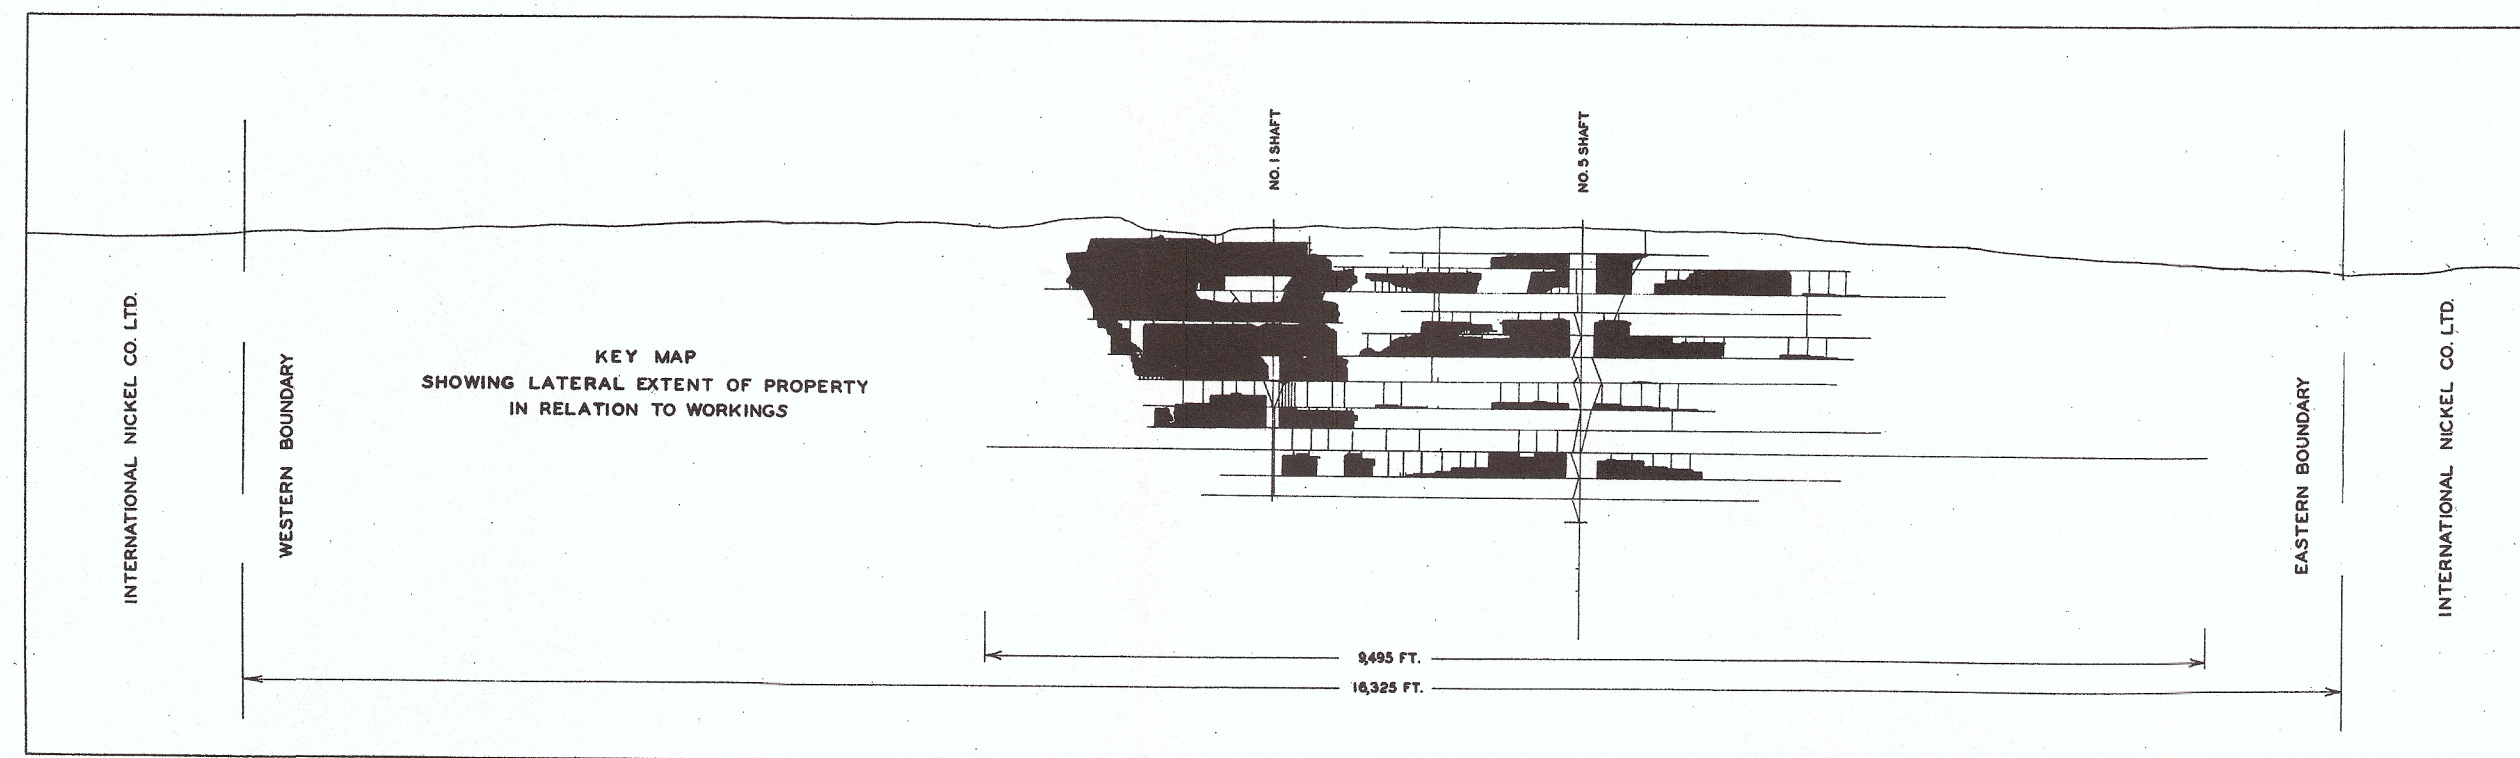 INTERNATIONAL NICKEL CO. LTD.
WESTERN BOUNDARY
KEY MAP
SHOWING LATERAL EXTENT OF PROPERTY
IN RELATION TO WORKINGS
NO. 1 SHAFT
NO. 5 SHAFT
EASTERN BOUNDARY
INTERNATIONAL NICKEL CO. LTD.
9,495 FT.
16,325 FT.